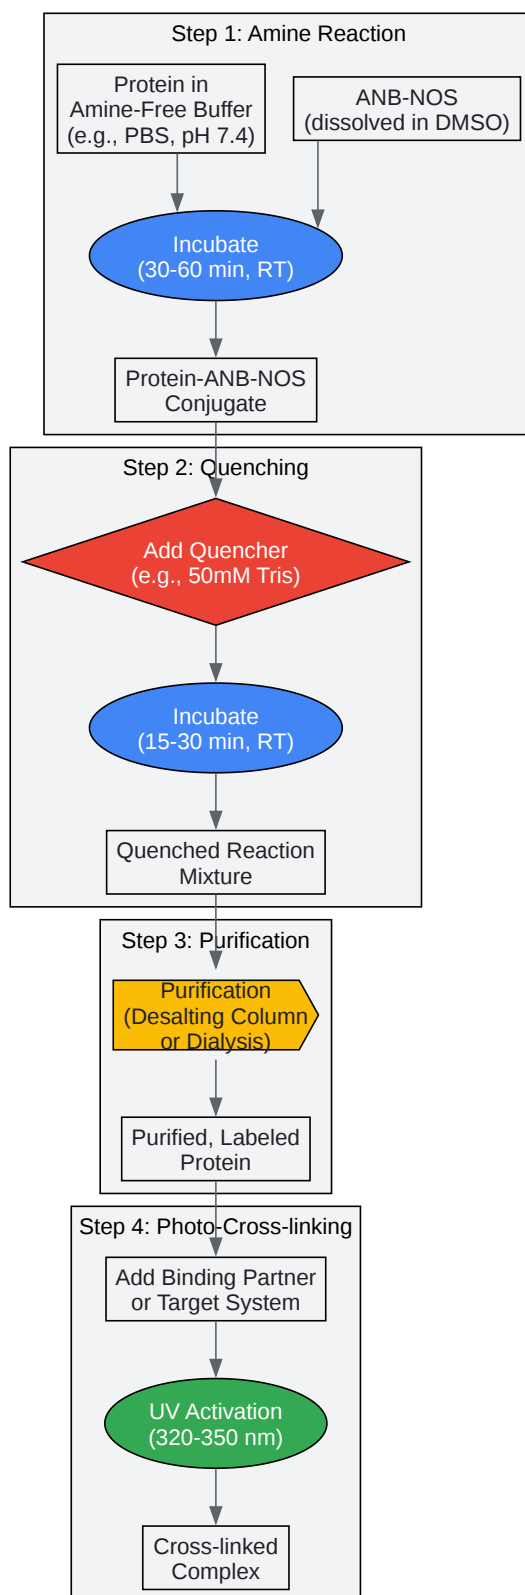 Step 1: Amine Reaction
Protein in
Amine-Free Buffer
(e.g., PBS, pH 7.4)
ANB-NOS
(dissolved in DMSO)
Incubate
(30-60 min, RT)
Protein-ANB-NOS
Conjugate
Step 2: Quenching
Add Quencher
(e.g., 50mM Tris)
Incubate
(15-30 min, RT)
Quenched Reaction
Mixture
Step 3: Purification
Purification
(Desalting Column
or Dialysis)
Purified, Labeled
Protein
Step 4: Photo-Cross-linking
Add Binding Partner
or Target System
UV Activation
(320-350 nm)
Cross-linked
Complex